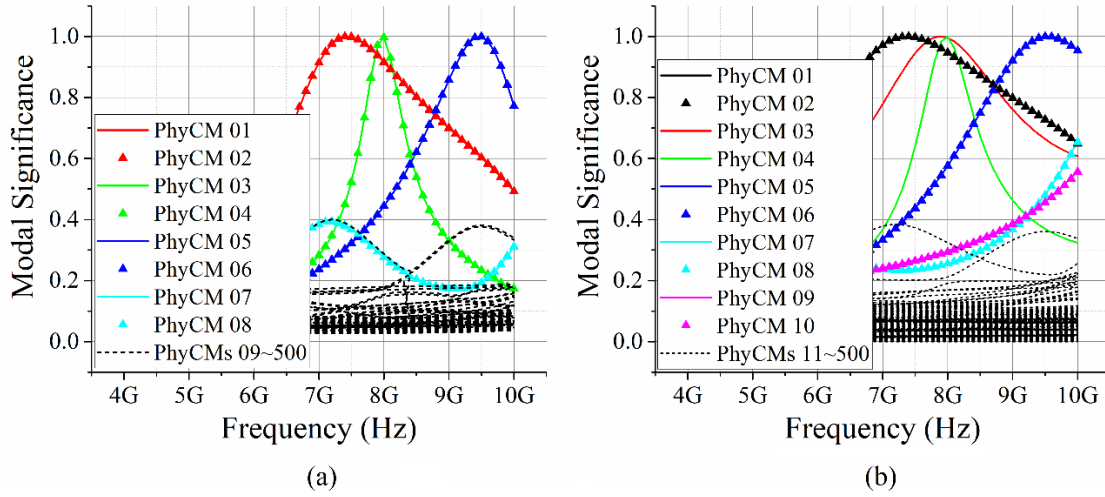 Modal Significance
1.0
0.8
0.6
0.4
0.2
0.0
PhyCM 01
PhyCM 02
PhyCM 03
PhyCM 04
PhyCM 05
PhyCM 06
PhyCM 07
PhyCM 08
PhyCMs 09~500
4G 5G 6G 7G 8G 9G 10G
Frequency (Hz)
(a)
Modal Significance
1.0
0.8
0.6
0.4
0.2
0.0
PhyCM 01
PhyCM 02
PhyCM 03
PhyCM 04
PhyCM 05
PhyCM 06
PhyCM 07
PhyCM 08
PhyCM 09
PhyCM 10
PhyCMs 11~500
4G 5G 6G 7G 8G 9G 10G
Frequency (Hz)
(b)